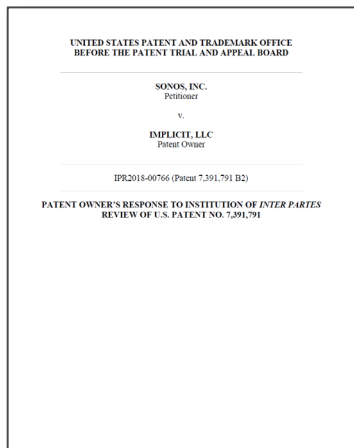 UNITED STATES PATENT AND TRADEMARK OFFICE
BEFORE THE PATENT TRIAL AND APPEAL BOARD
SONOS, INC.
Petitioner
v.
IMPLICIT, LLC
Patent Owner
IPR2018-00766 (Patent 7,391,791 B2)
PATENT OWNER'S RESPONSE TO INSTITUTION OF INTER PARTES
REVIEW OF U.S. PATENT NO. 7,391,791